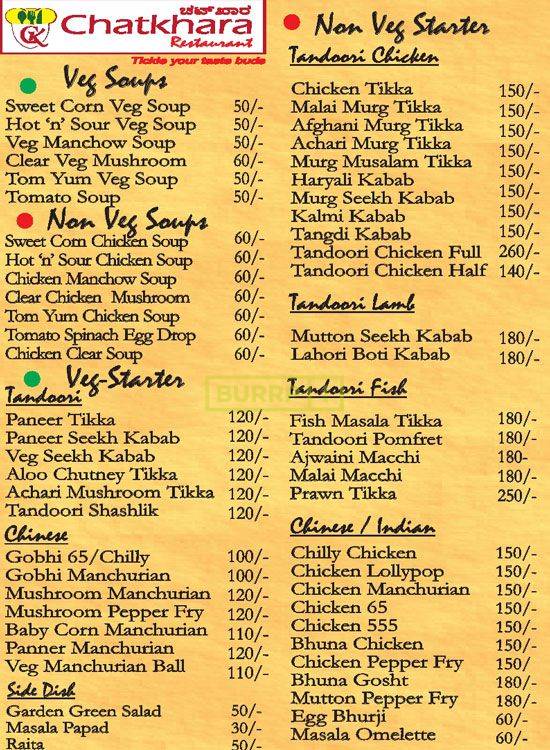 ಚಟ್ ಖಾರ
Chatkhara
Restaurant
Tickle your taste buds
Veg Soups
Sweet Corn Veg Soup 50/-
Hot 'n' Sour Veg Soup 50/-
Veg Manchow Soup 50/-
Clear Veg Mushroom 60/-
Tom Yum Veg Soup 50/-
Tomato Soup 50/-
Non Veg Soups
Sweet Corn Chicken Soup 60/-
Hot 'n' Sour Chicken Soup 60/-
Chicken Manchow Soup 60/-
Clear Chicken Mushroom 60/-
Tom Yum Chicken Soup 60/-
Tomato Spinach Egg Drop 60/-
Chicken Clear Soup 60/-
Veg-Starter
Tandoori
Paneer Tikka 120/-
Paneer Seekh Kabab 120/-
Veg Seekh Kabab 120/-
Aloo Chutney Tikka 120/-
Achari Mushroom Tikka 120/-
Tandoori Shashlik 120/-
Chinese
Gobhi 65/Chilly 100/-
Gobhi Manchurian 100/-
Mushroom Manchurian 120/-
Mushroom Pepper Fry 120/-
Baby Corn Manchurian 110/-
Panner Manchurian 120/-
Veg Manchurian Ball 110/-
Side Dish
Garden Green Salad 50/-
Masala Papad 30/-
Raita 50/-
Non Veg Starter
Tandoori Chicken
Chicken Tikka 150/-
Malai Murg Tikka 150/-
Afghani Murg Tikka 150/-
Achari Murg Tikka 150/-
Murg Musalam Tikka 150/-
Haryali Kabab 150/-
Murg Seekh Kabab 150/-
Kalmi Kabab 150/-
Tangdi Kabab 150/-
Tandoori Chicken Full 260/-
Tandoori Chicken Half 140/-
Tandoori Lamb
Mutton Seekh Kabab 180/-
Lahori Boti Kabab 180/-
Tandoori Fish
Fish Masala Tikka 180/-
Tandoori Pomfret 180/-
Ajwaini Macchi 180-
Malai Macchi 180/-
Prawn Tikka 250/-
Chinese / Indian
Chilly Chicken 150/-
Chicken Lollypop 150/-
Chicken Manchurian 150/-
Chicken 65 150/-
Chicken 555 150/-
Bhuna Chicken 150/-
Chicken Pepper Fry 150/
Bhuna Gosht 180/-
Mutton Pepper Fry 180/-
Egg Bhurji 60/-
Masala Omelette 60/-